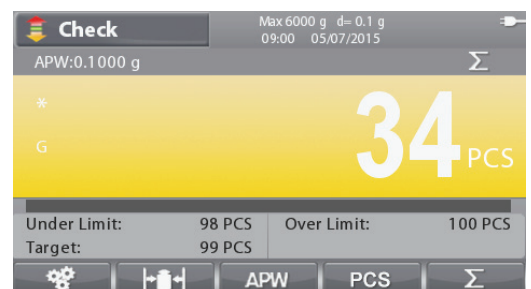 Check
Max 6000 g d= 0.1 g
09:00 05/07/2015
APW:0.1000 g
Σ
*
G
34 PCS
Under Limit: 98 PCS Over Limit: 100 PCS
Target: 99 PCS
APW PCS Σ